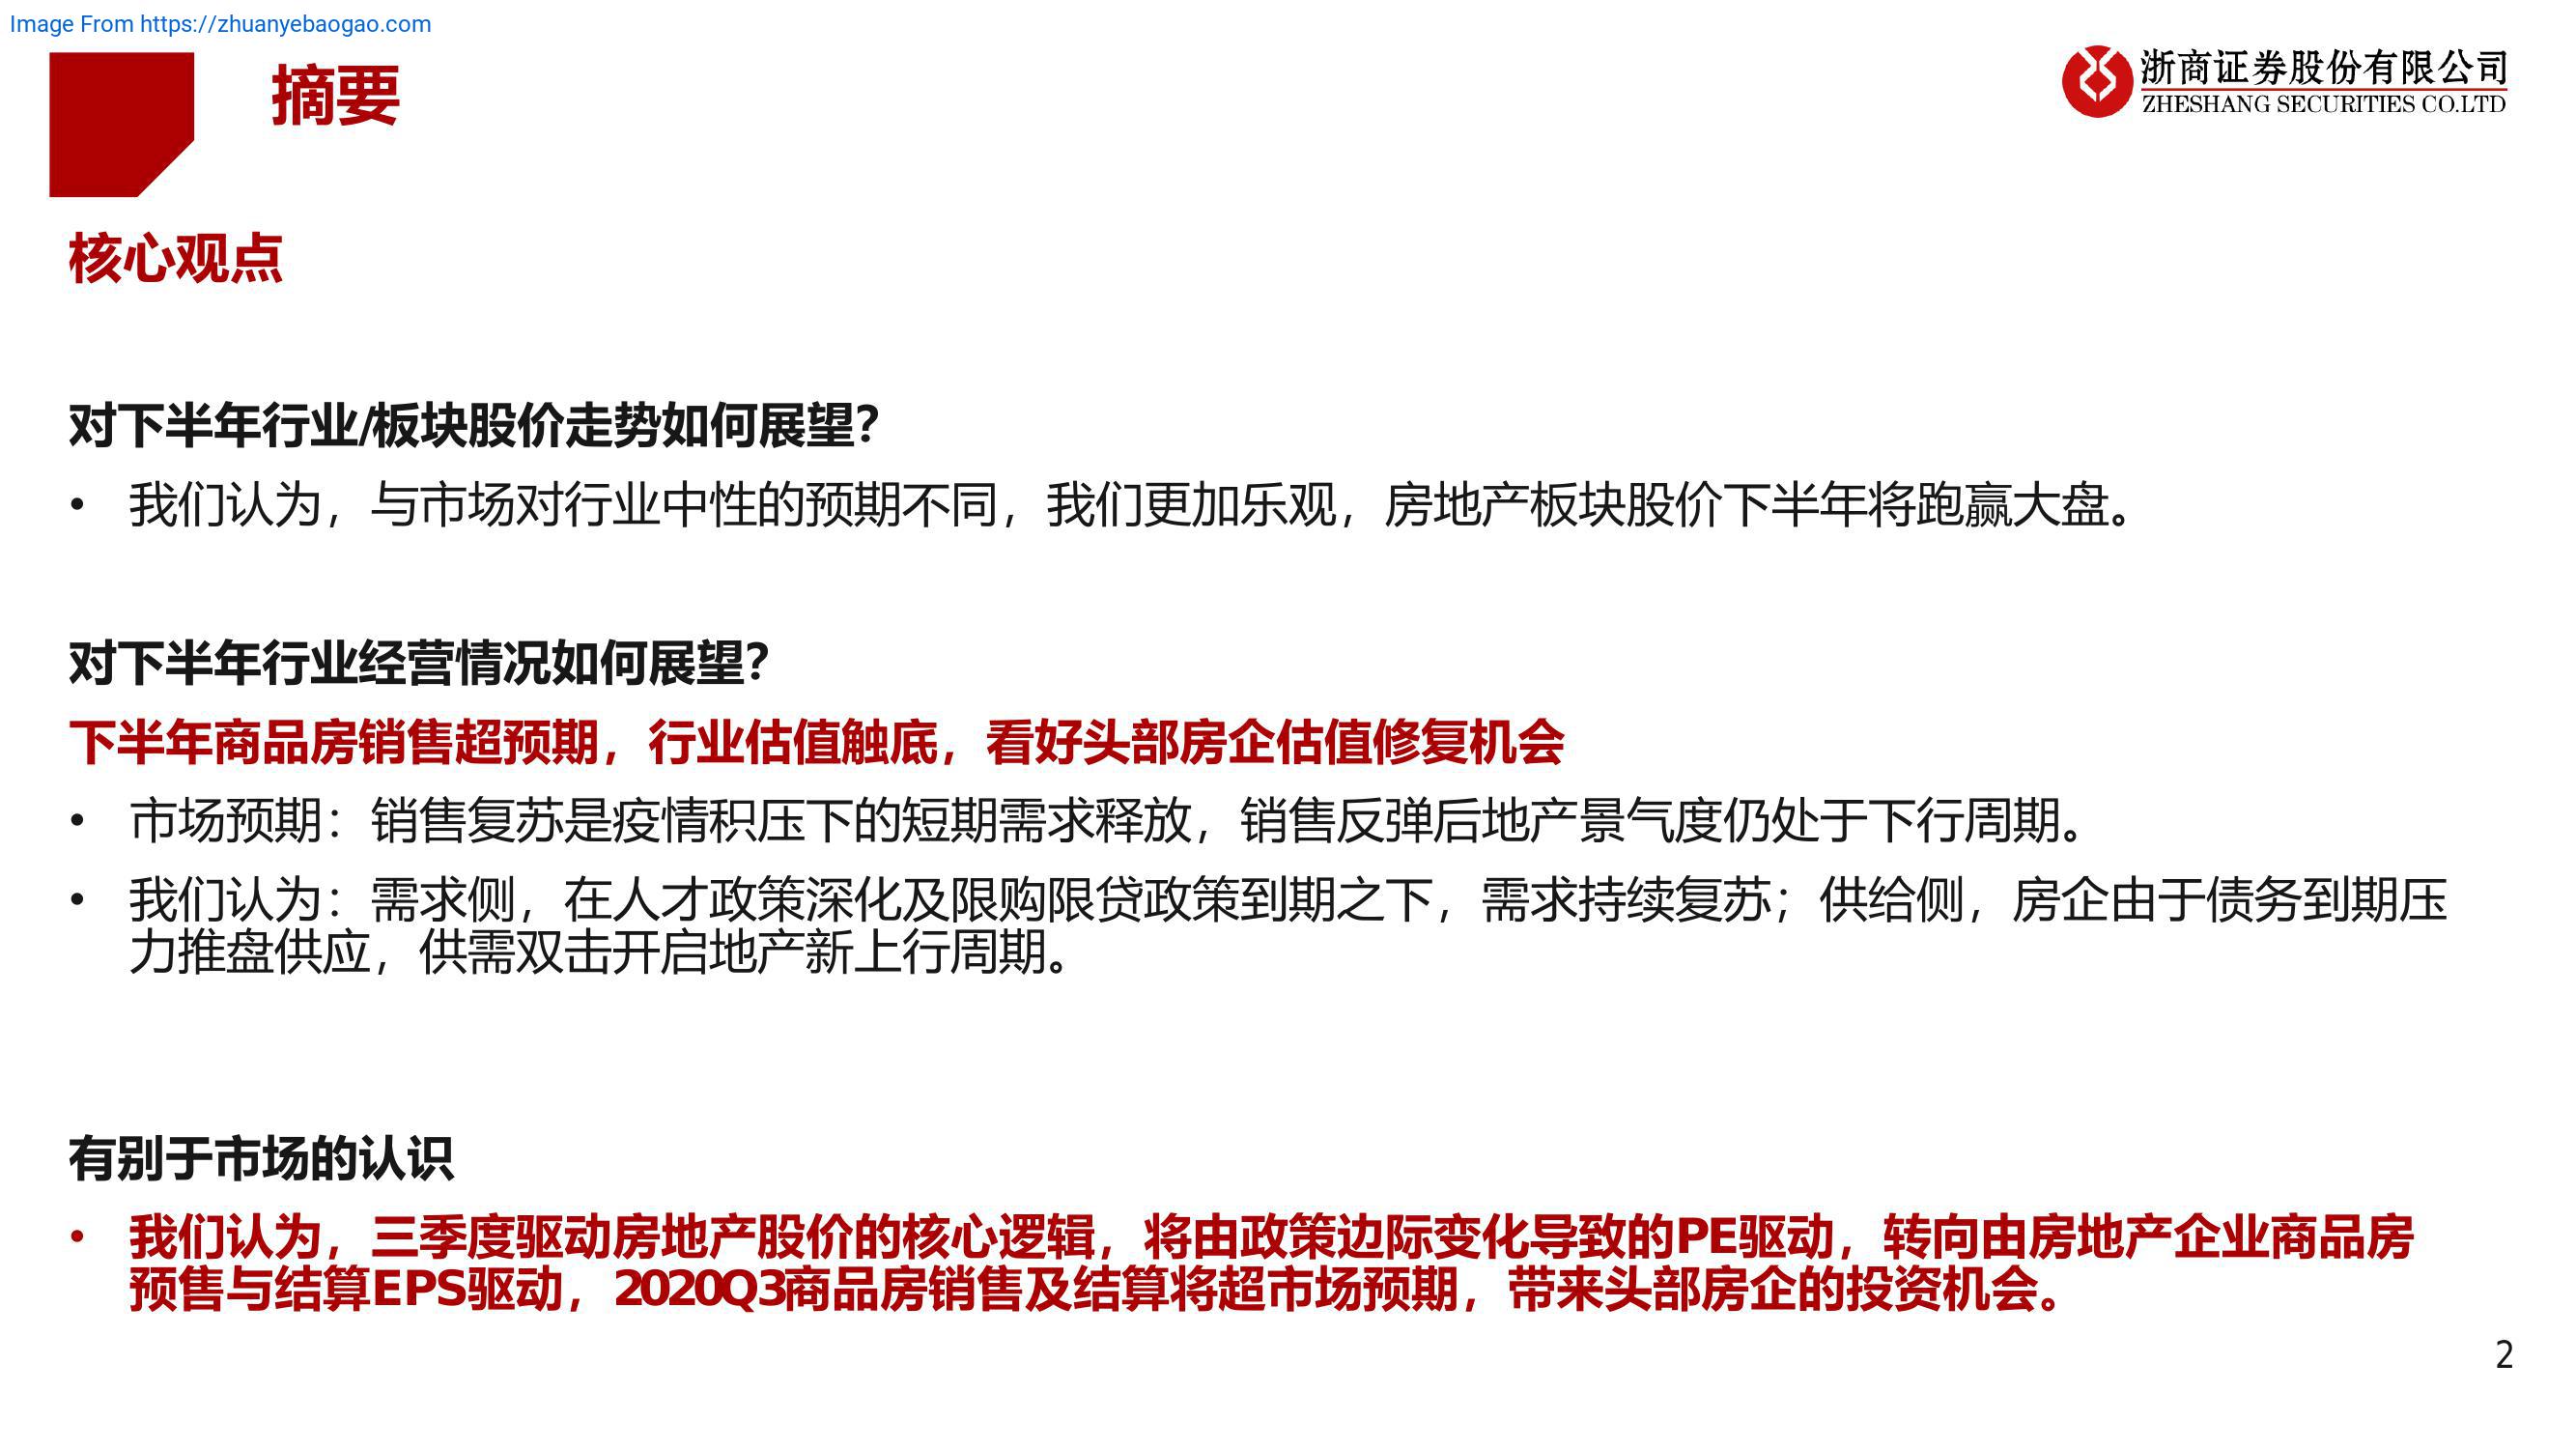 Image From https://zhuanyebaogao.com
摘要
浙商证券股份有限公司
ZHESHANG SECURITIES CO.LTD
核心观点
对下半年行业/板块股价走势如何展望?
• 我们认为，与市场对行业中性的预期不同，我们更加乐观，房地产板块股价下半年将跑赢大盘。
对下半年行业经营情况如何展望?
下半年商品房销售超预期，行业估值触底，看好头部房企估值修复机会
• 市场预期：销售复苏是疫情积压下的短期需求释放，销售反弹后地产景气度仍处于下行周期。
• 我们认为：需求侧，在人才政策深化及限购限贷政策到期之下，需求持续复苏；供给侧，房企由于债务到期压
力推盘供应，供需双击开启地产新上行周期。
有别于市场的认识
• 我们认为，三季度驱动房地产股价的核心逻辑，将由政策边际变化导致的PE驱动，转向由房地产企业商品房
预售与结算EPS驱动，2020Q3商品房销售及结算将超市场预期，带来头部房企的投资机会。
2